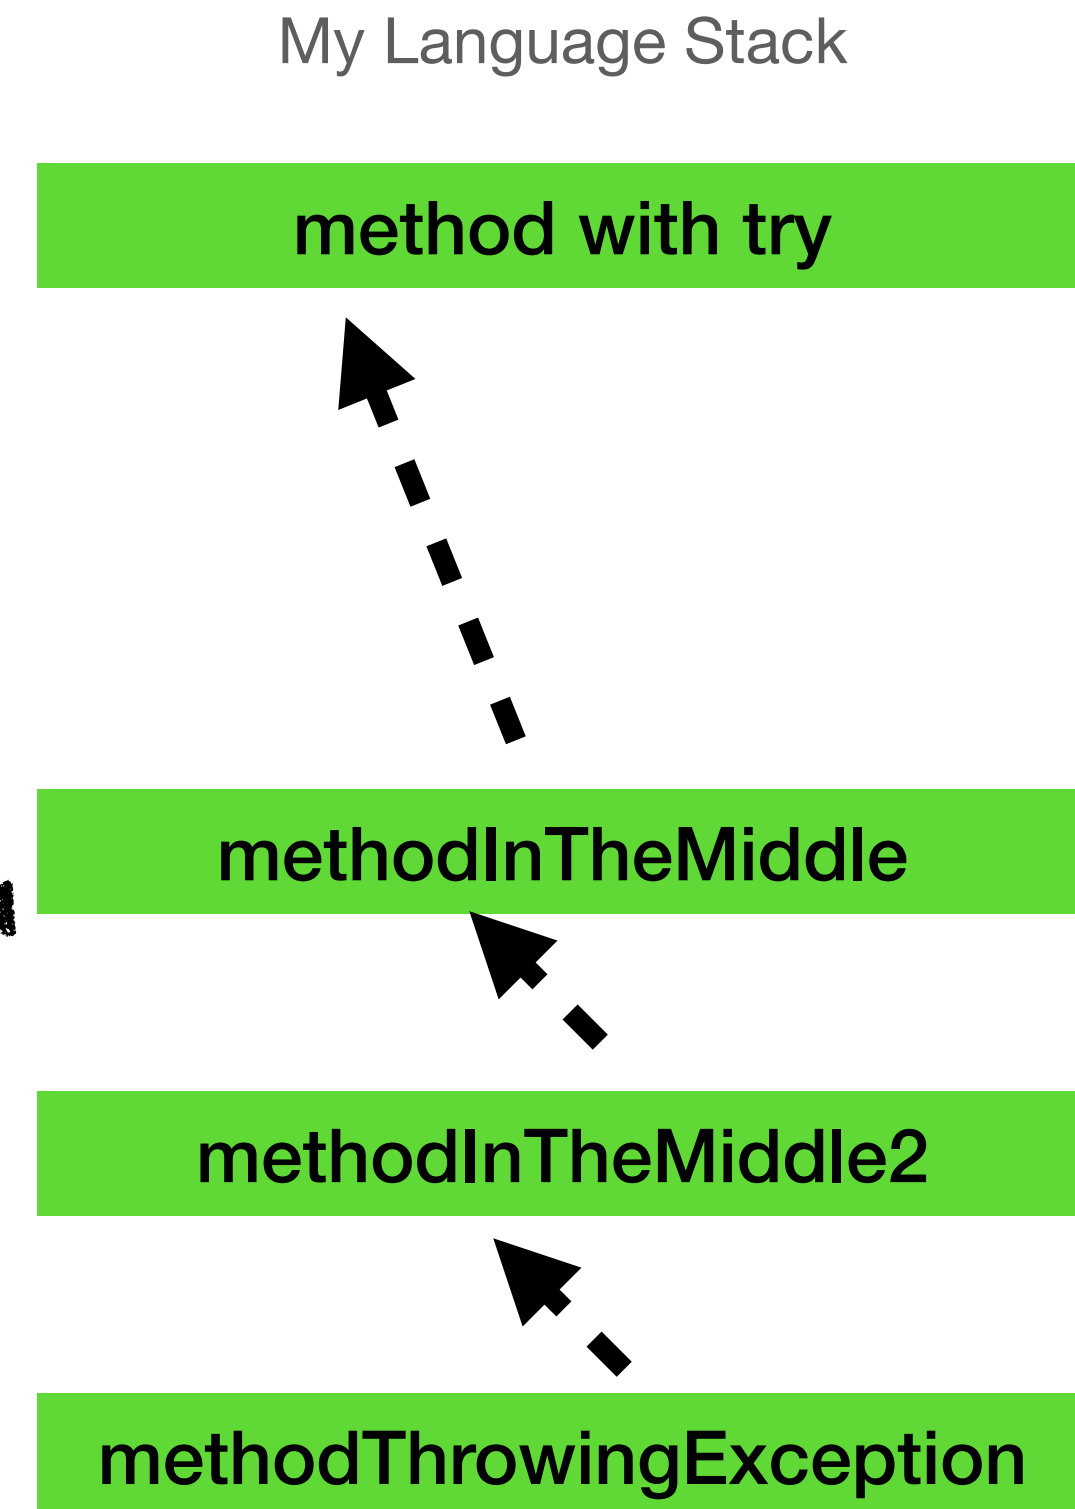 My Language Stack
method with try
methodInTheMiddle
methodInTheMiddle2
methodThrowingException